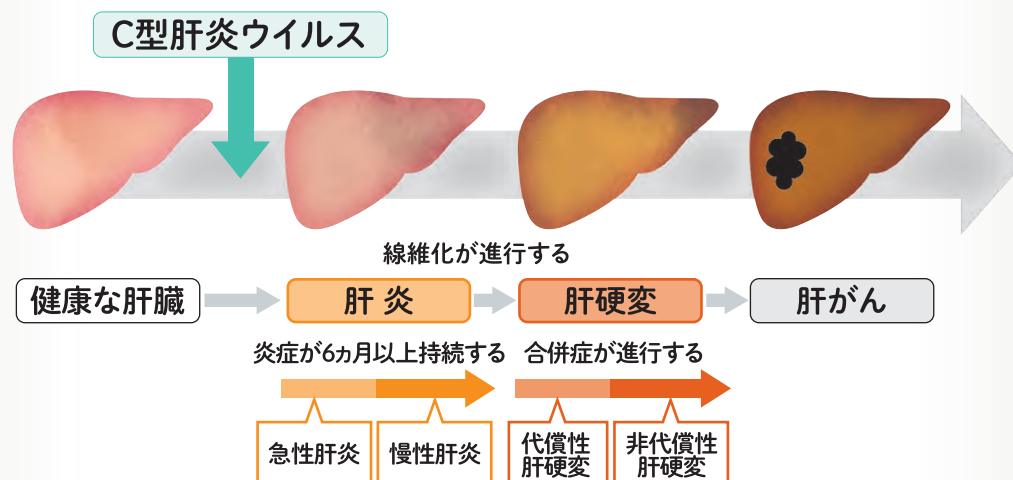 C型肝炎ウイルス
線維化が進行する
健康な肝臓
肝 炎
肝硬変
肝がん
炎症が6ヵ月以上持続する
合併症が進行する
急性肝炎
慢性肝炎
代償性
肝硬変
非代償性
肝硬変